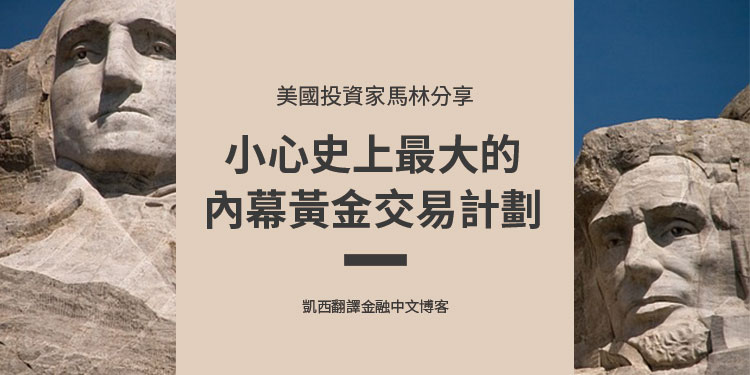 美國投資家馬林分享
小心史上最大的
內幕黃金交易計劃
凱西翻譯金融中文博客